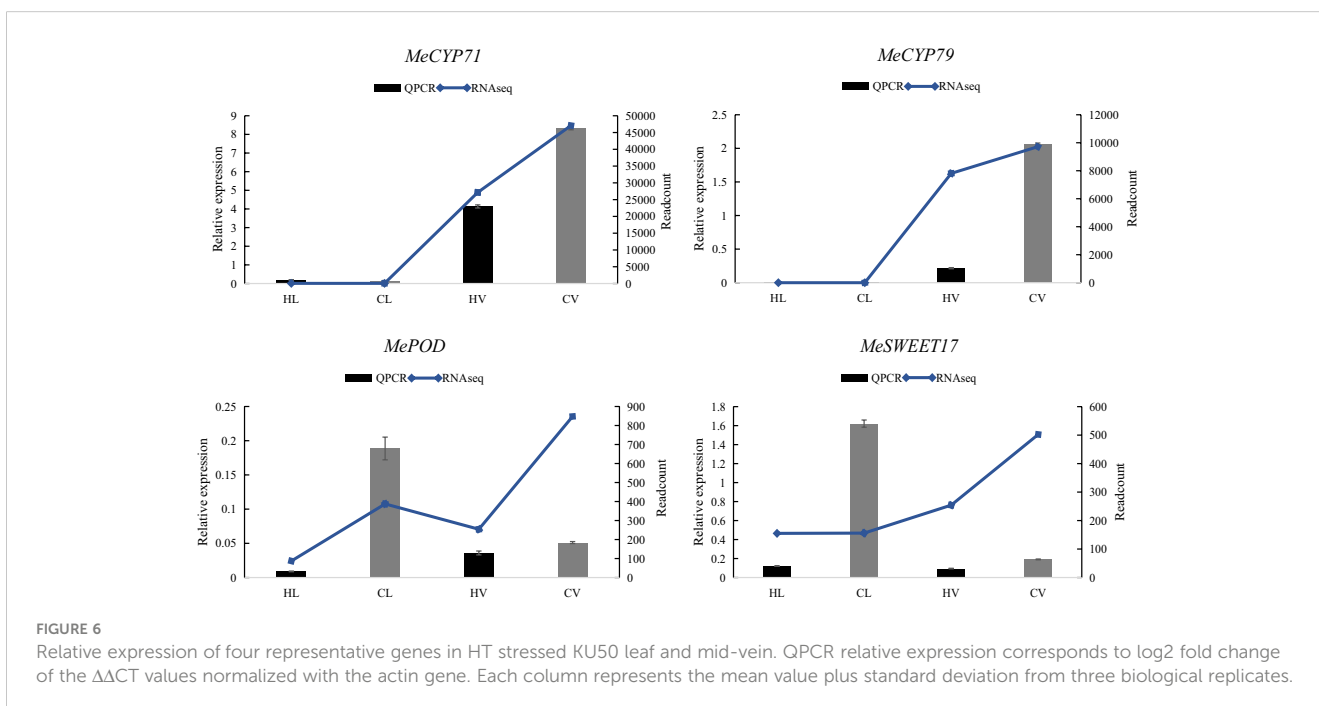 MeCYP71
QPCR RNAseq
Relative expression
9
8
7
6
5
4
3
2
1
0
50000
45000
40000
35000
30000
25000
20000
15000
10000
5000
0
Readcount
HL CL HV CV
MeCYP79
QPCR RNAseq
Relative expression
2.5
2
1.5
1
0.5
0
12000
10000
8000
6000
4000
2000
0
Readcount
HL CL HV CV
MePOD
QPCR RNAseq
Relative expression
0.25
0.2
0.15
0.1
0.05
0
900
800
700
600
500
400
300
200
100
0
Readcount
HL CL HV CV
MeSWEET17
QPCR RNAseq
Relative expression
1.8
1.6
1.4
1.2
1
0.8
0.6
0.4
0.2
0
600
500
400
300
200
100
0
Readcount
HL CL HV CV
FIGURE 6
Relative expression of four representative genes in HT stressed KU50 leaf and mid-vein. QPCR relative expression corresponds to log2 fold change
of the ΔΔCT values normalized with the actin gene. Each column represents the mean value plus standard deviation from three biological replicates.